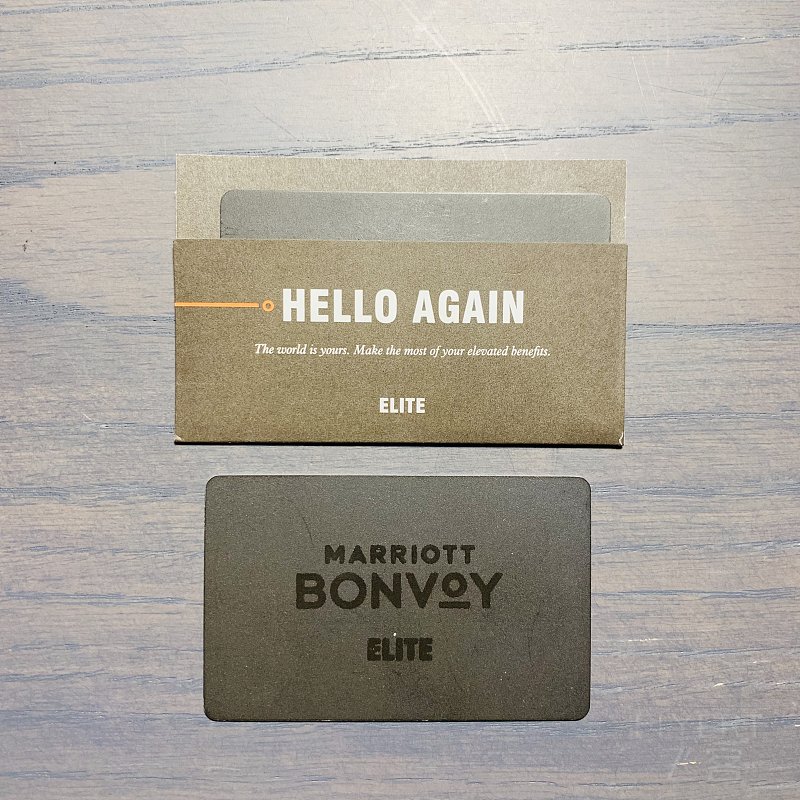 HELLO AGAIN
The world is yours. Make the most of your elevated benefits.
ELITE
MARRIOTT
BONVOY
ELITE